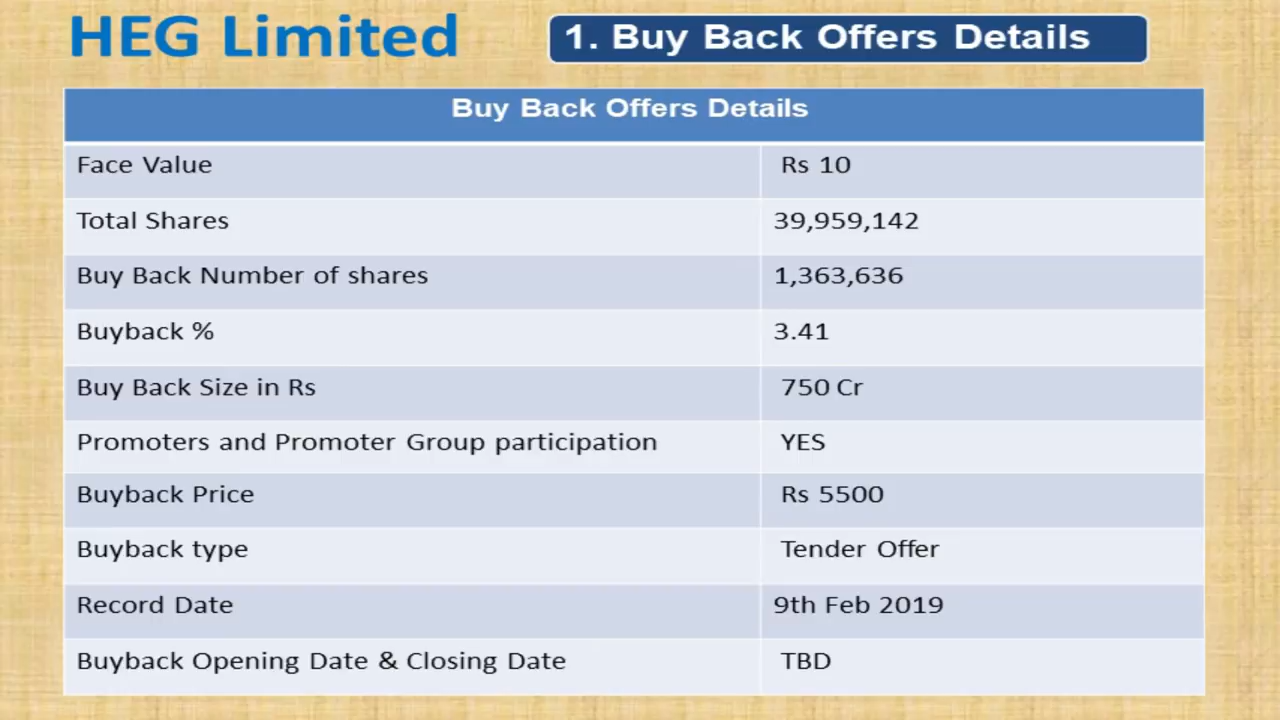 HEG Limited
1. Buy Back Offers Details
Buy Back Offers Details
Face Value Rs 10
Total Shares 39,959,142
Buy Back Number of shares 1,363,636
Buyback % 3.41
Buy Back Size in Rs 750 Cr
Promoters and Promoter Group participation YES
Buyback Price Rs 5500
Buyback type Tender Offer
Record Date 9th Feb 2019
Buyback Opening Date & Closing Date TBD